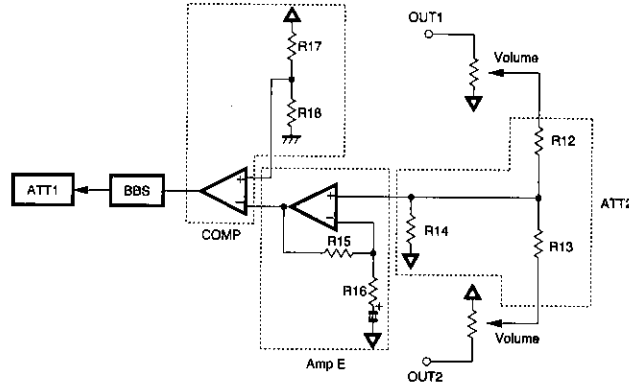 OUT1
R17
Volume
R18
R12
ATT1
BBS
+
−
+
−
COMP
R14
R13
ATT2
R15
R16
+
Volume
Amp E
OUT2